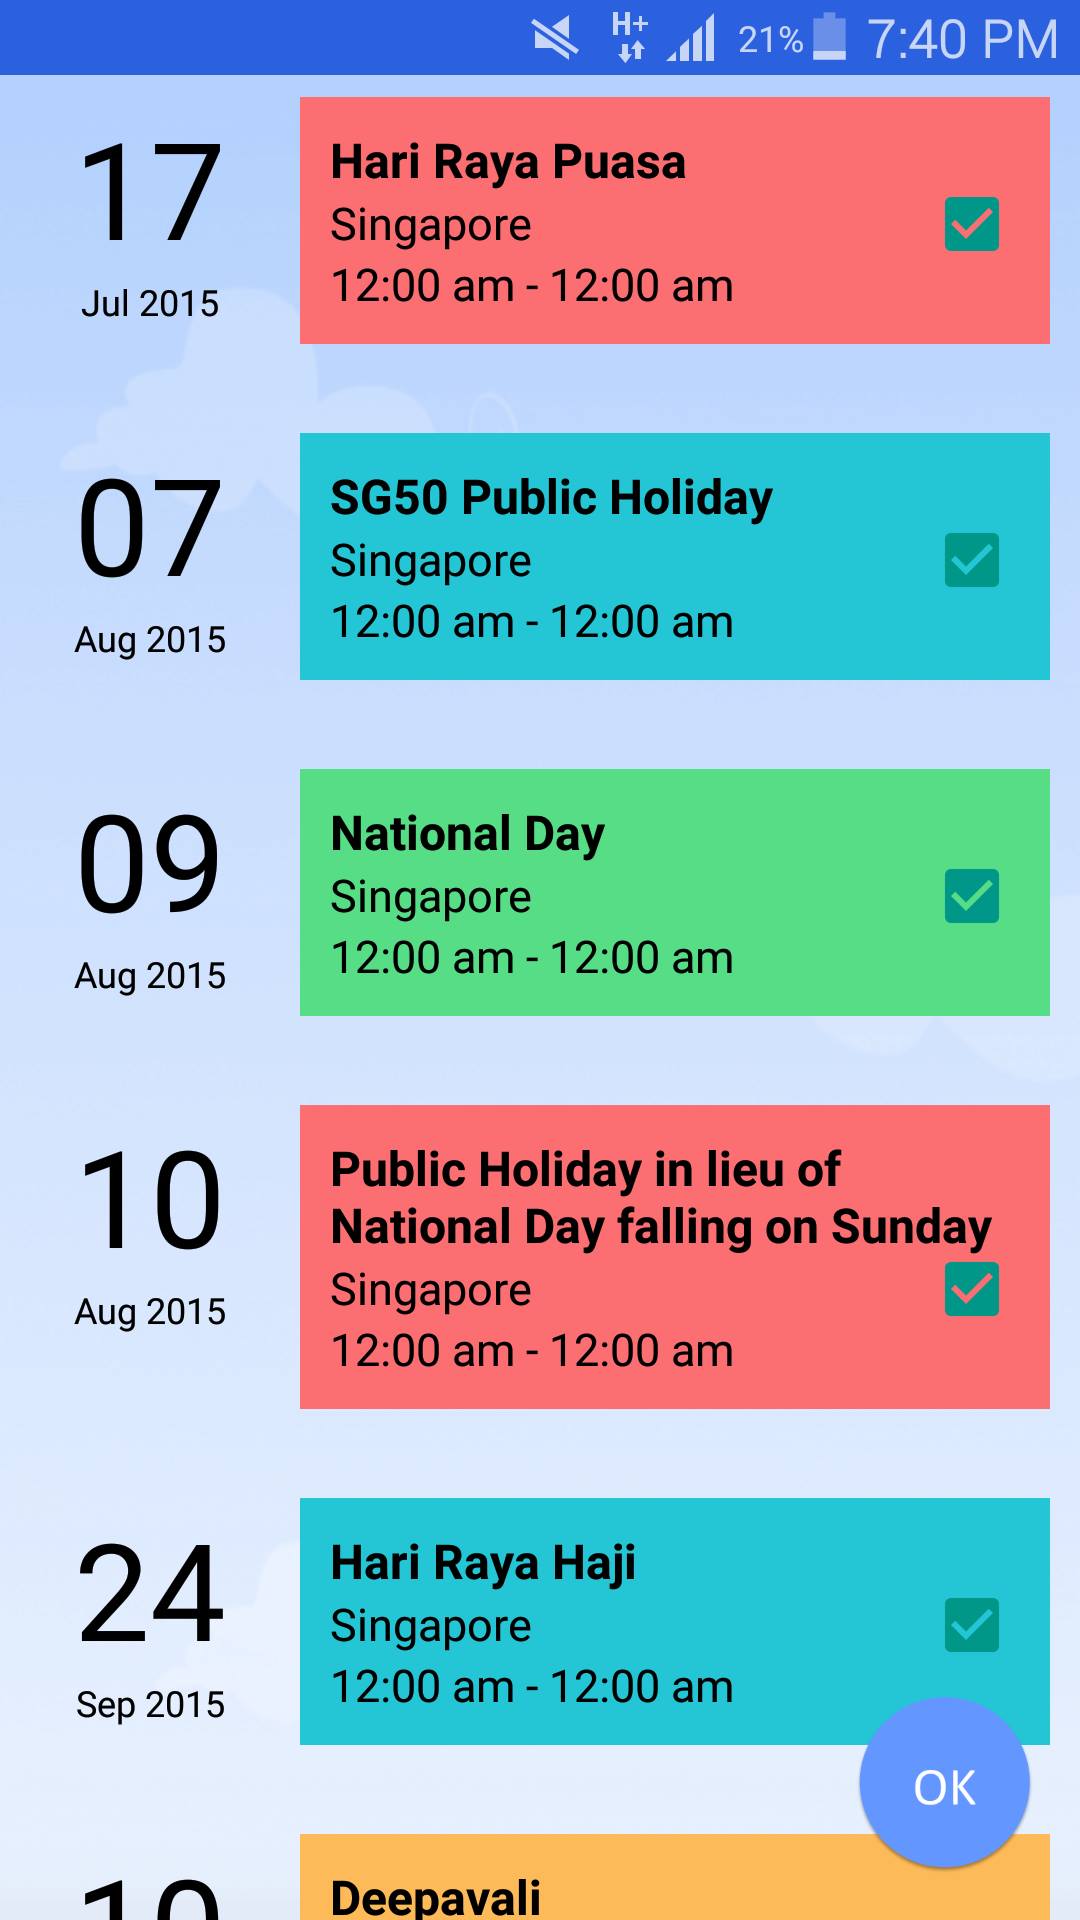 H+ 21% 7:40 PM
17
Jul 2015
Hari Raya Puasa
Singapore
12:00 am - 12:00 am
07
Aug 2015
SG50 Public Holiday
Singapore
12:00 am - 12:00 am
09
Aug 2015
National Day
Singapore
12:00 am - 12:00 am
10
Aug 2015
Public Holiday in lieu of
National Day falling on Sunday
Singapore
12:00 am - 12:00 am
24
Sep 2015
Hari Raya Haji
Singapore
12:00 am - 12:00 am
OK
Deepavali